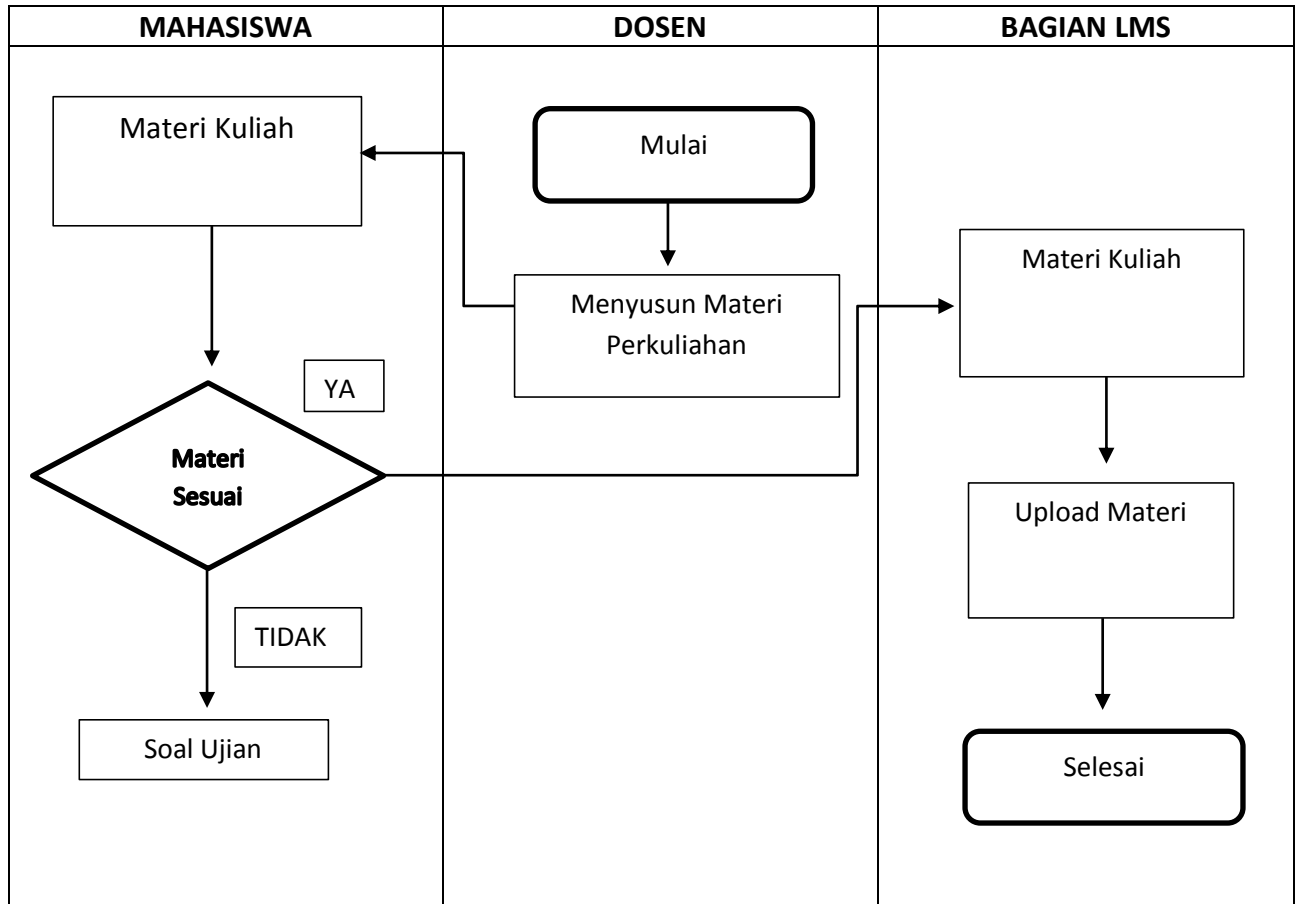 MAHASISWA
DOSEN
BAGIAN LMS
Materi Kuliah
Mulai
Materi Kuliah
Menyusun Materi
Perkuliahan
YA
Materi
Sesuai
Upload Materi
TIDAK
Soal Ujian
Selesai